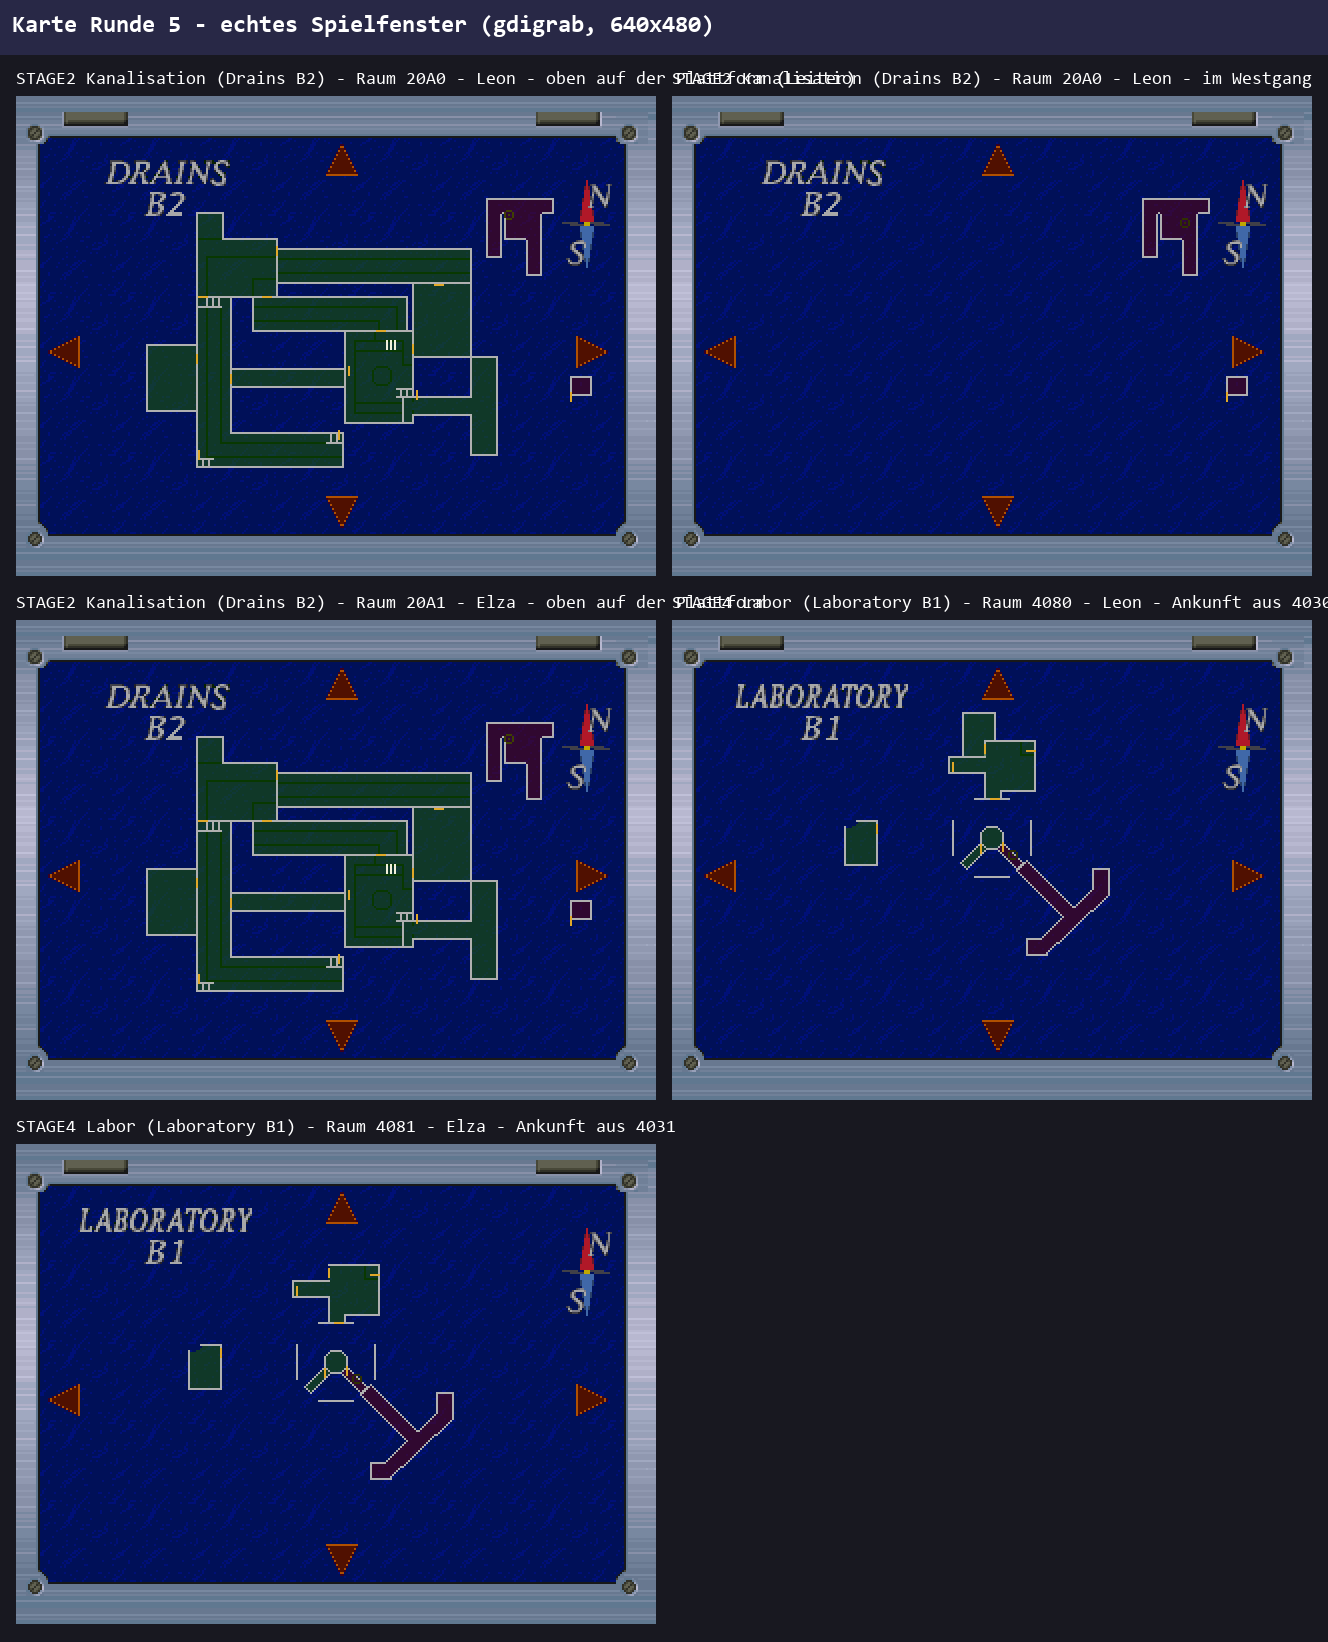 Karte Runde 5 - echtes Spielfenster (gdigrab, 640x480)
STAGE2 Kanalisation (Drains B2) - Raum 20A0 - Leon - oben auf der Plattform (Leiter)
STAGE2 Kanalisation (Drains B2) - Raum 20A0 - Leon - im Westgang
DRAINS
B2
N
S
DRAINS
B2
N
S
STAGE2 Kanalisation (Drains B2) - Raum 20A1 - Elza - oben auf der Plattform
STAGE4 Labor (Laboratory B1) - Raum 4080 - Leon - Ankunft aus 4030
DRAINS
B2
N
S
LABORATORY
B1
N
S
STAGE4 Labor (Laboratory B1) - Raum 4081 - Elza - Ankunft aus 4031
LABORATORY
B1
N
S